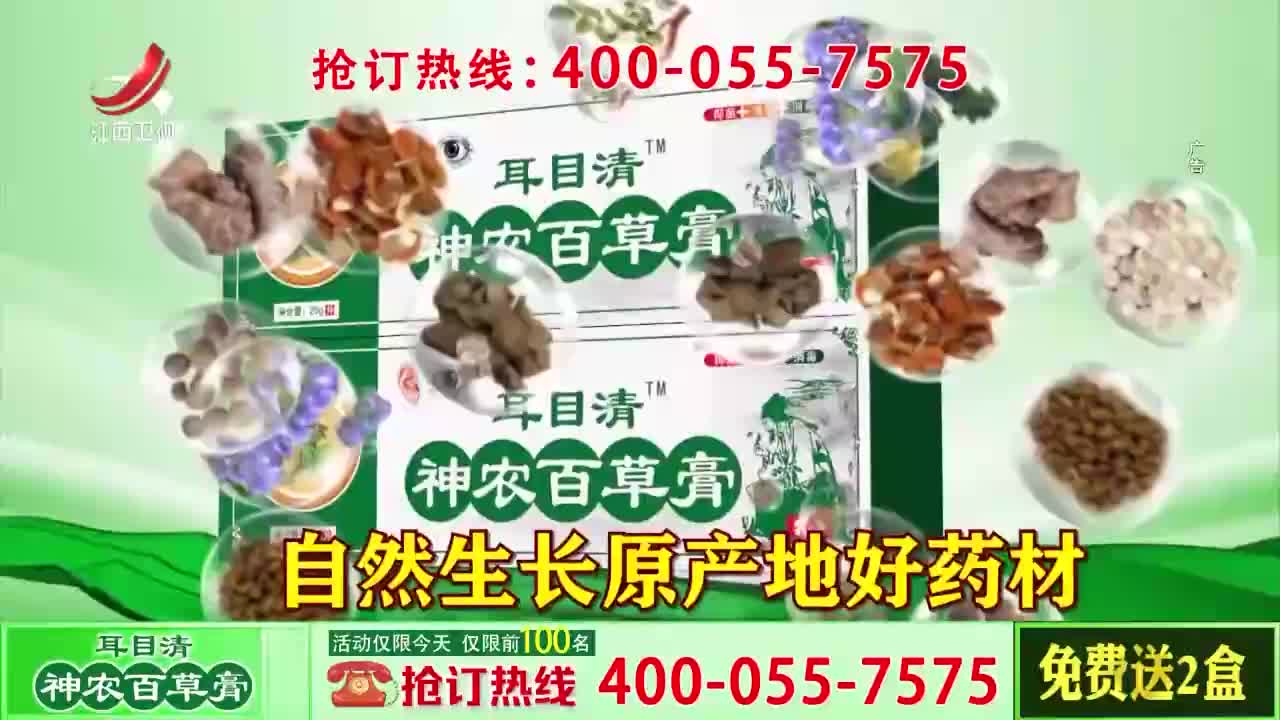 抢订热线：400-055-7575
江西卫视
广告
耳目清™
神农百草膏
净含量：20g
耳目清™
神农百草膏
自然生长原产地好药材
耳目清
神农百草膏
活动仅限今天 仅限前100名
抢订热线 400-055-7575
免费送2盒